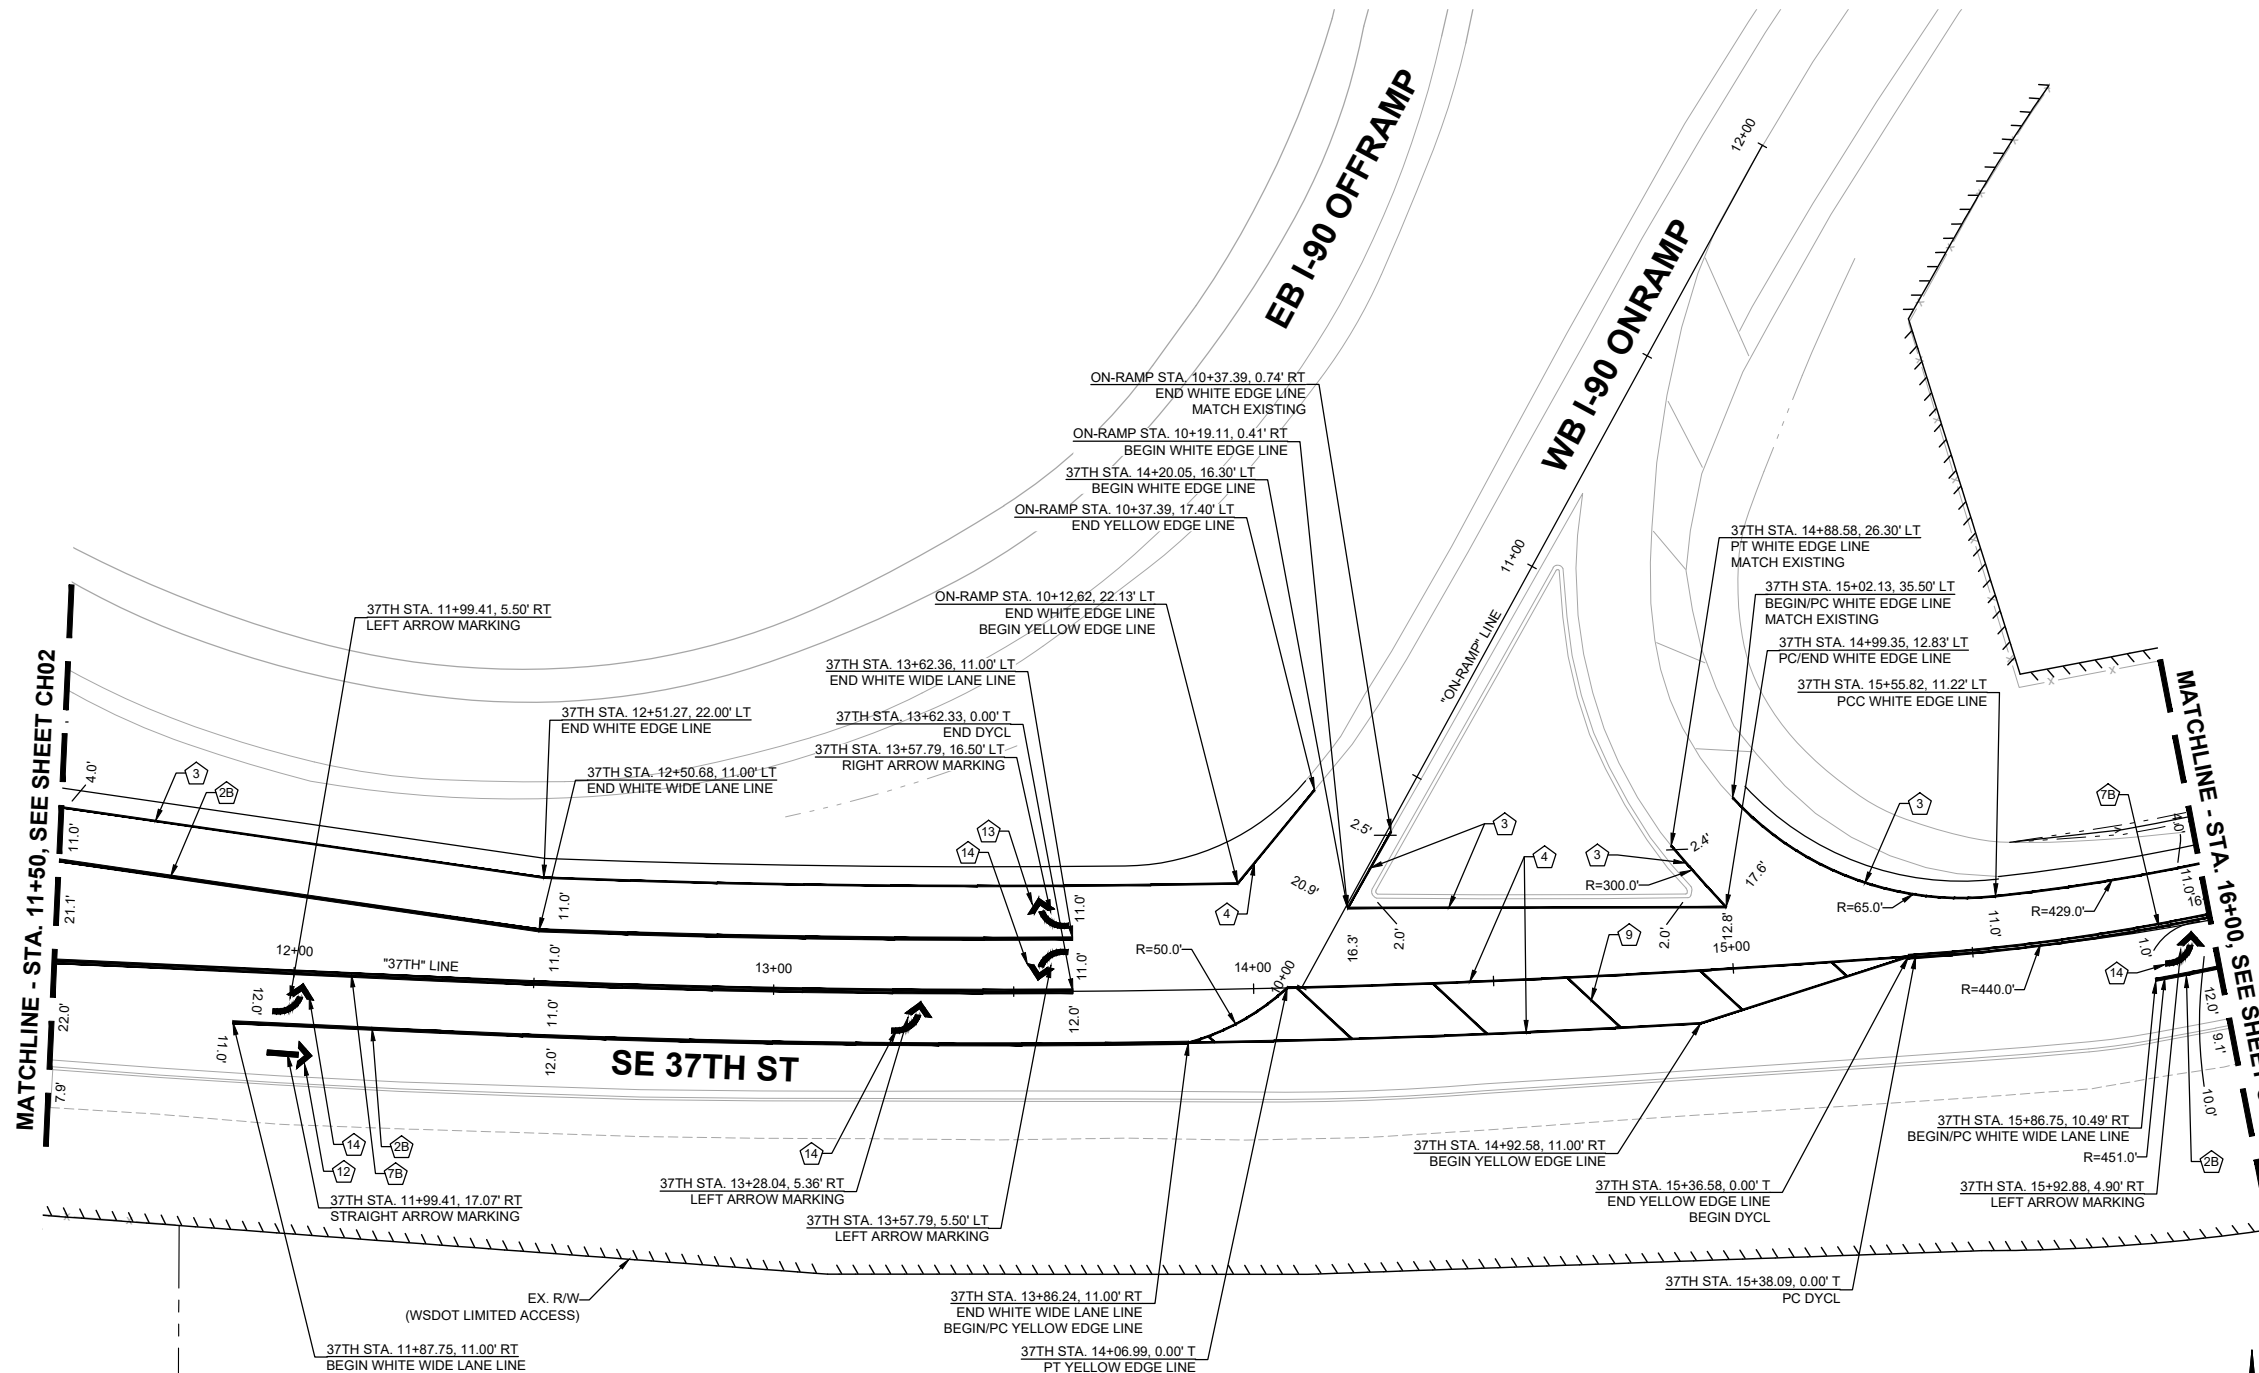 EB I-90 OFFRAMP
WB I-90 ONRAMP
12+00
11+00
"ON-RAMP" LINE
ON-RAMP STA. 10+37.39, 0.74' RT
END WHITE EDGE LINE
MATCH EXISTING
ON-RAMP STA. 10+19.11, 0.41' RT
BEGIN WHITE EDGE LINE
37TH STA. 14+20.05, 16.30' LT
BEGIN WHITE EDGE LINE
ON-RAMP STA. 10+37.39, 17.40' LT
END YELLOW EDGE LINE
ON-RAMP STA. 10+12.62, 22.13' LT
END WHITE EDGE LINE
BEGIN YELLOW EDGE LINE
37TH STA. 13+62.36, 11.00' LT
END WHITE WIDE LANE LINE
37TH STA. 13+62.33, 0.00' T
END DYCL
37TH STA. 13+57.79, 16.50' LT
RIGHT ARROW MARKING
37TH STA. 11+99.41, 5.50' RT
LEFT ARROW MARKING
37TH STA. 12+51.27, 22.00' LT
END WHITE EDGE LINE
37TH STA. 12+50.68, 11.00' LT
END WHITE WIDE LANE LINE
37TH STA. 14+88.58, 26.30' LT
PT WHITE EDGE LINE
MATCH EXISTING
37TH STA. 15+02.13, 35.50' LT
BEGIN/PC WHITE EDGE LINE
MATCH EXISTING
37TH STA. 14+99.35, 12.83' LT
PC/END WHITE EDGE LINE
37TH STA. 15+55.82, 11.22' LT
PCC WHITE EDGE LINE
MATCHLINE - STA. 11+50, SEE SHEET CH02
MATCHLINE - STA. 16+00, SEE SHEET
4.0'
3
2B
11.0'
21.1'
22.0'
7.9'
12+00
"37TH" LINE
13+00
14+00
10+00
15+00
16
11.0'
11.0'
11.0'
12.0'
12.0'
11.0'
13
14
11.0'
11.0'
12.0'
4
R=50.0'
20.9'
2.5'
16.3'
2.0'
3
4
3
R=300.0'
2.4'
17.6'
2.0'
12.8'
9
3
R=65.0'
R=429.0'
11.0'
R=440.0'
7B
4.0'
11.0'
1.0'
14
12.0'
9.1'
10.0'
SE 37TH ST
14
2B
12
7B
37TH STA. 11+99.41, 17.07' RT
STRAIGHT ARROW MARKING
14
37TH STA. 13+28.04, 5.36' RT
LEFT ARROW MARKING
37TH STA. 13+57.79, 5.50' LT
LEFT ARROW MARKING
37TH STA. 14+92.58, 11.00' RT
BEGIN YELLOW EDGE LINE
37TH STA. 15+36.58, 0.00' T
END YELLOW EDGE LINE
BEGIN DYCL
37TH STA. 15+86.75, 10.49' RT
BEGIN/PC WHITE WIDE LANE LINE
R=451.0'
2B
37TH STA. 15+92.88, 4.90' RT
LEFT ARROW MARKING
37TH STA. 15+38.09, 0.00' T
PC DYCL
EX. R/W
(WSDOT LIMITED ACCESS)
37TH STA. 13+86.24, 11.00' RT
END WHITE WIDE LANE LINE
BEGIN/PC YELLOW EDGE LINE
37TH STA. 11+87.75, 11.00' RT
BEGIN WHITE WIDE LANE LINE
37TH STA. 14+06.99, 0.00' T
PT YELLOW EDGE LINE